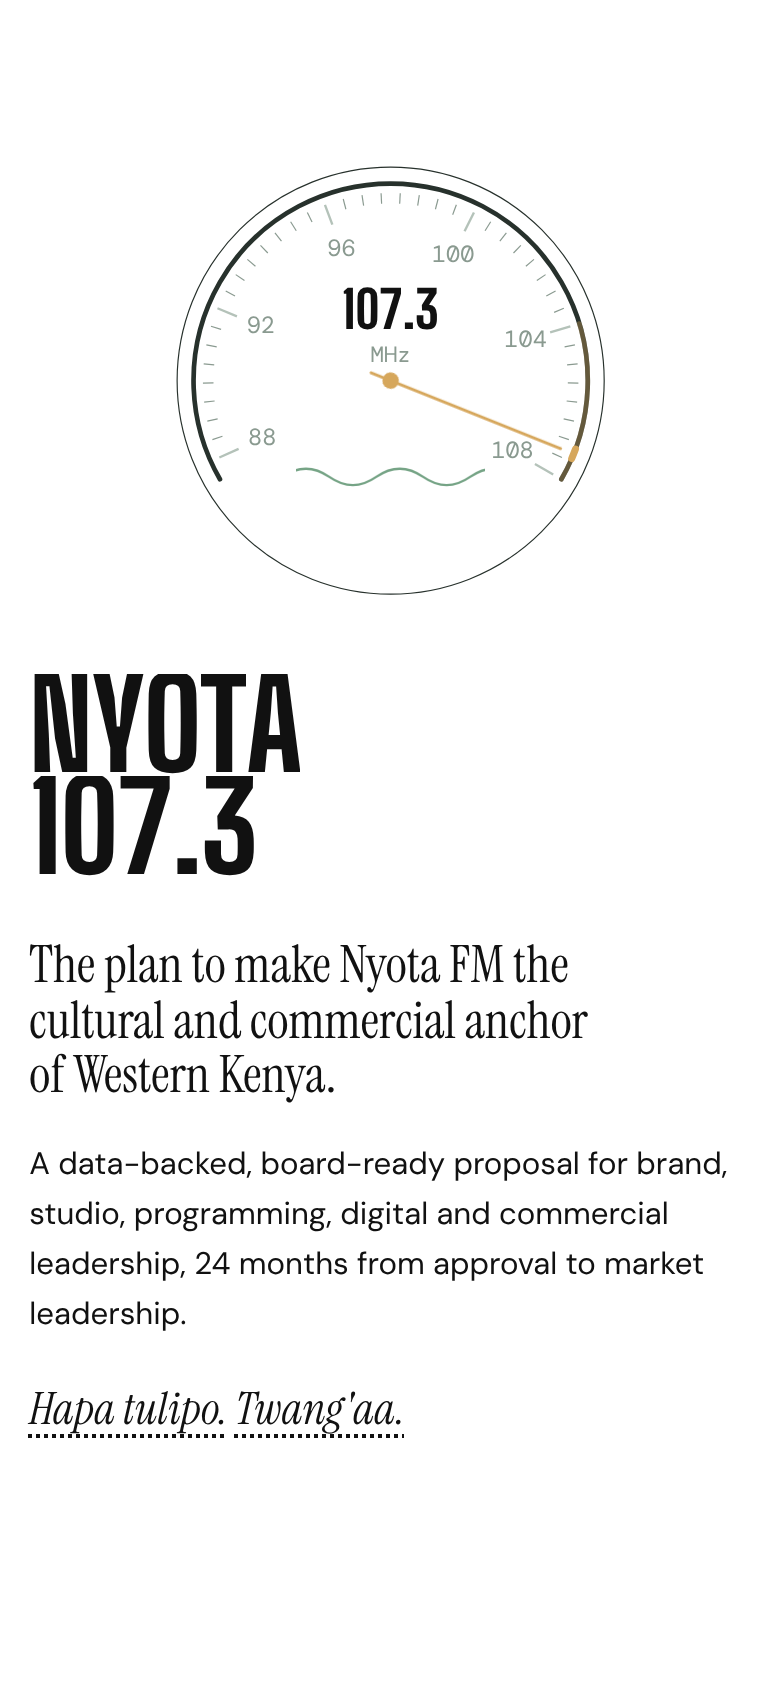 96
100
107.3
92
104
MHz
88
108
NYOTA
107.3
The plan to make Nyota FM the
cultural and commercial anchor
of Western Kenya.
A data-backed, board-ready proposal for brand,
studio, programming, digital and commercial
leadership, 24 months from approval to market
leadership.
Hapa tulipo. Twang'aa.